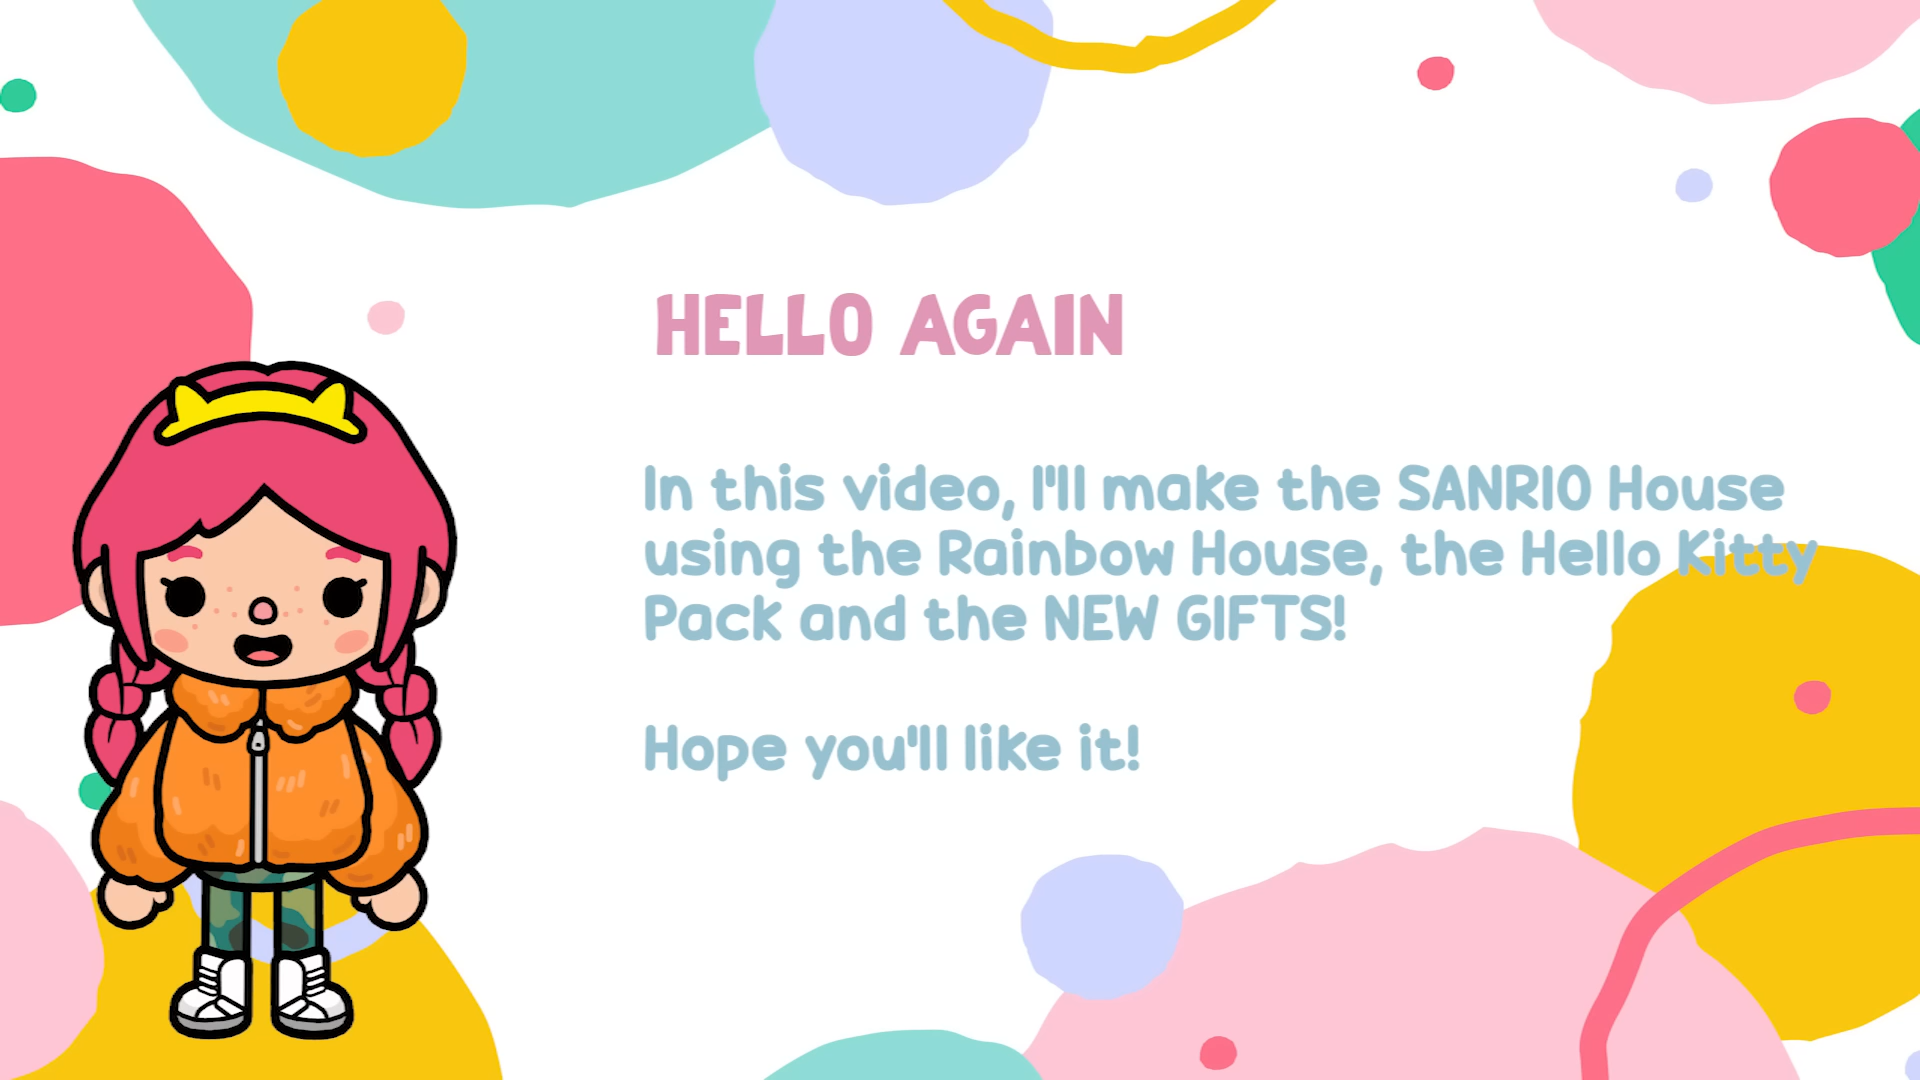 HELLO AGAIN
In this video, I'll make the SANRIO House
using the Rainbow House, the Hello Kitty
Pack and the NEW GIFTS!
Hope you'll like it!